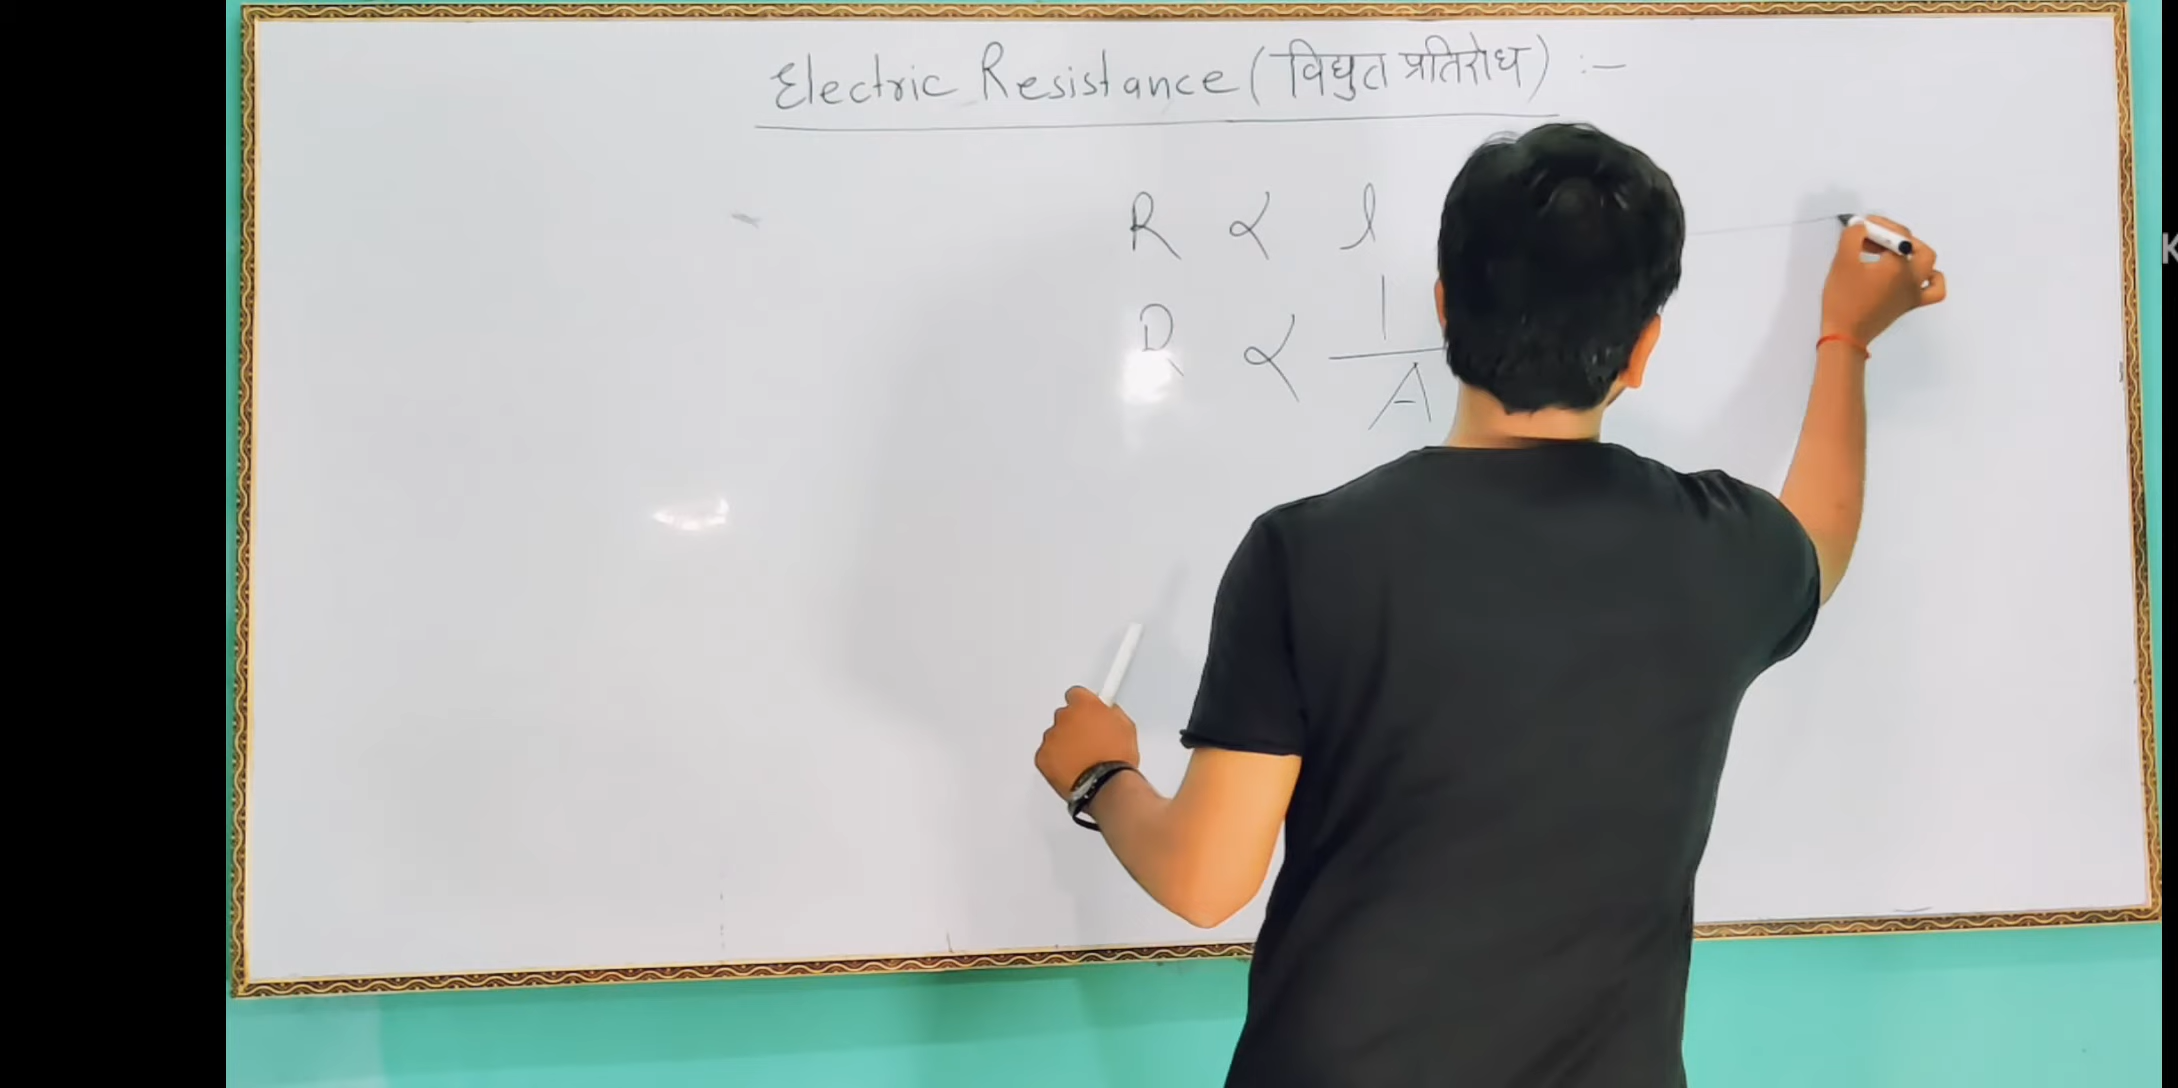 Electric Resistance (विद्युत प्रतिरोध) :-
R ∝ l
R ∝ 1/A
K